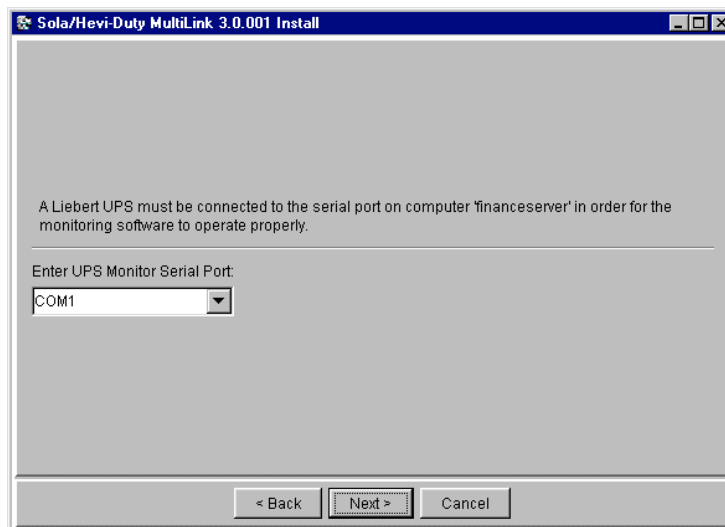 Sola/Hevi-Duty MultiLink 3.0.001 Install
A Liebert UPS must be connected to the serial port on computer 'financeserver' in order for the
monitoring software to operate properly.
Enter UPS Monitor Serial Port:
COM1
< Back Next > Cancel